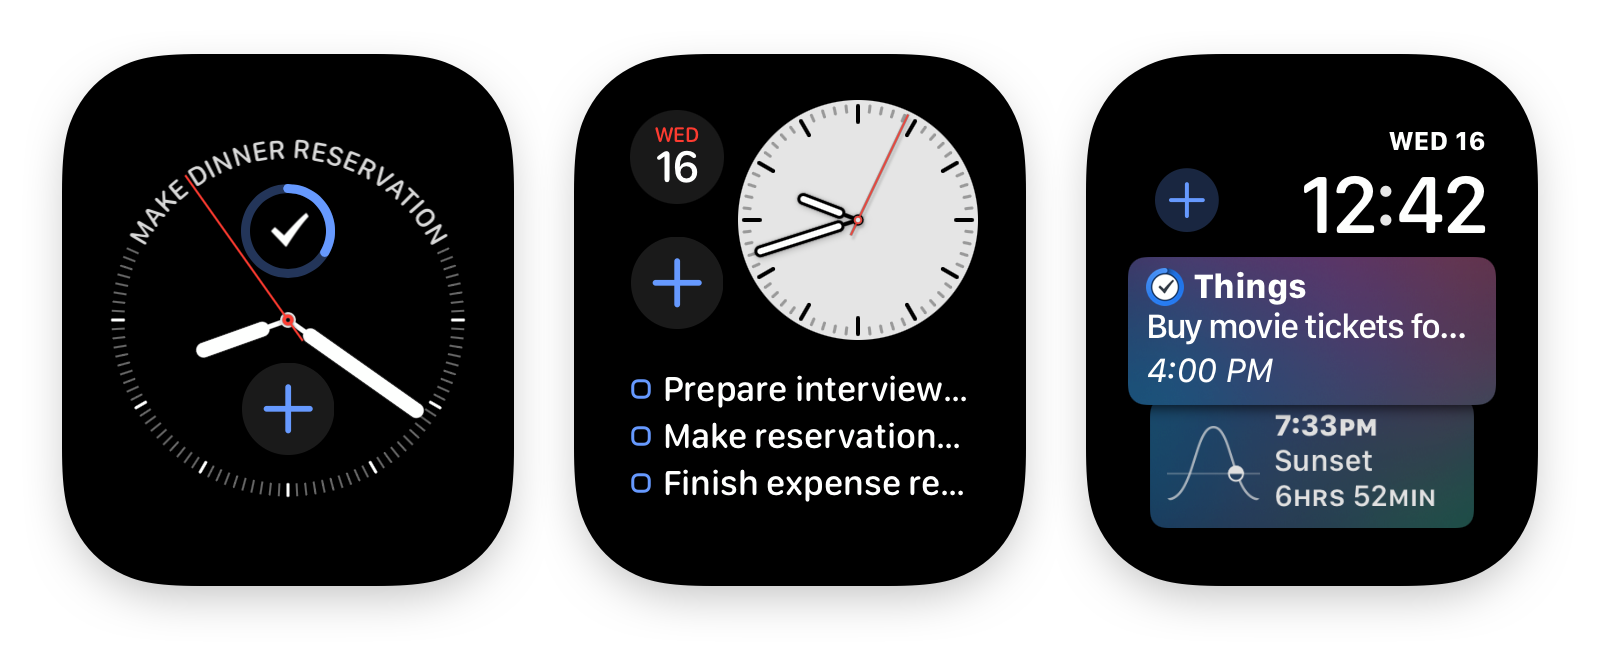 MAKE DINNER RESERVATION
WED
16
Prepare interview...
Make reservation...
Finish expense re...
WED 16
12:42
Things
Buy movie tickets fo...
4:00 PM
7:33PM
Sunset
6HRS 52MIN